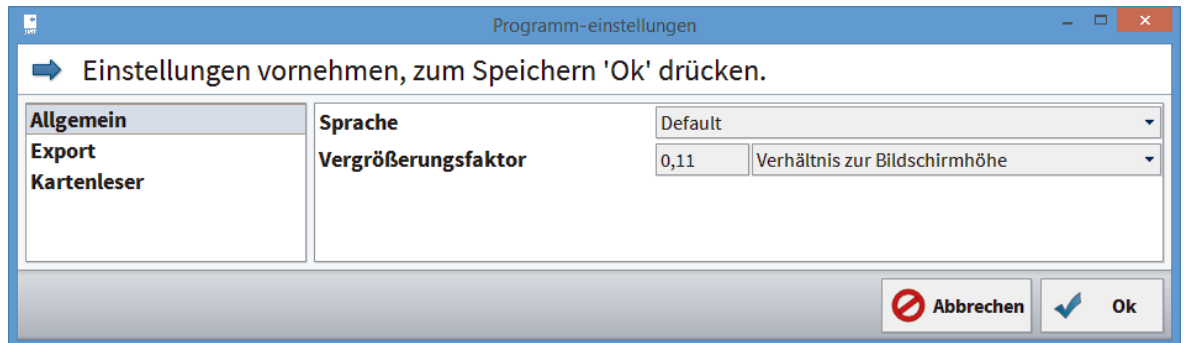 Programm-einstellungen
Einstellungen vornehmen, zum Speichern 'Ok' drücken.
Allgemein
Export
Kartenleser
Sprache Default
Vergrößerungsfaktor 0,11 Verhältnis zur Bildschirmhöhe
Abbrechen Ok